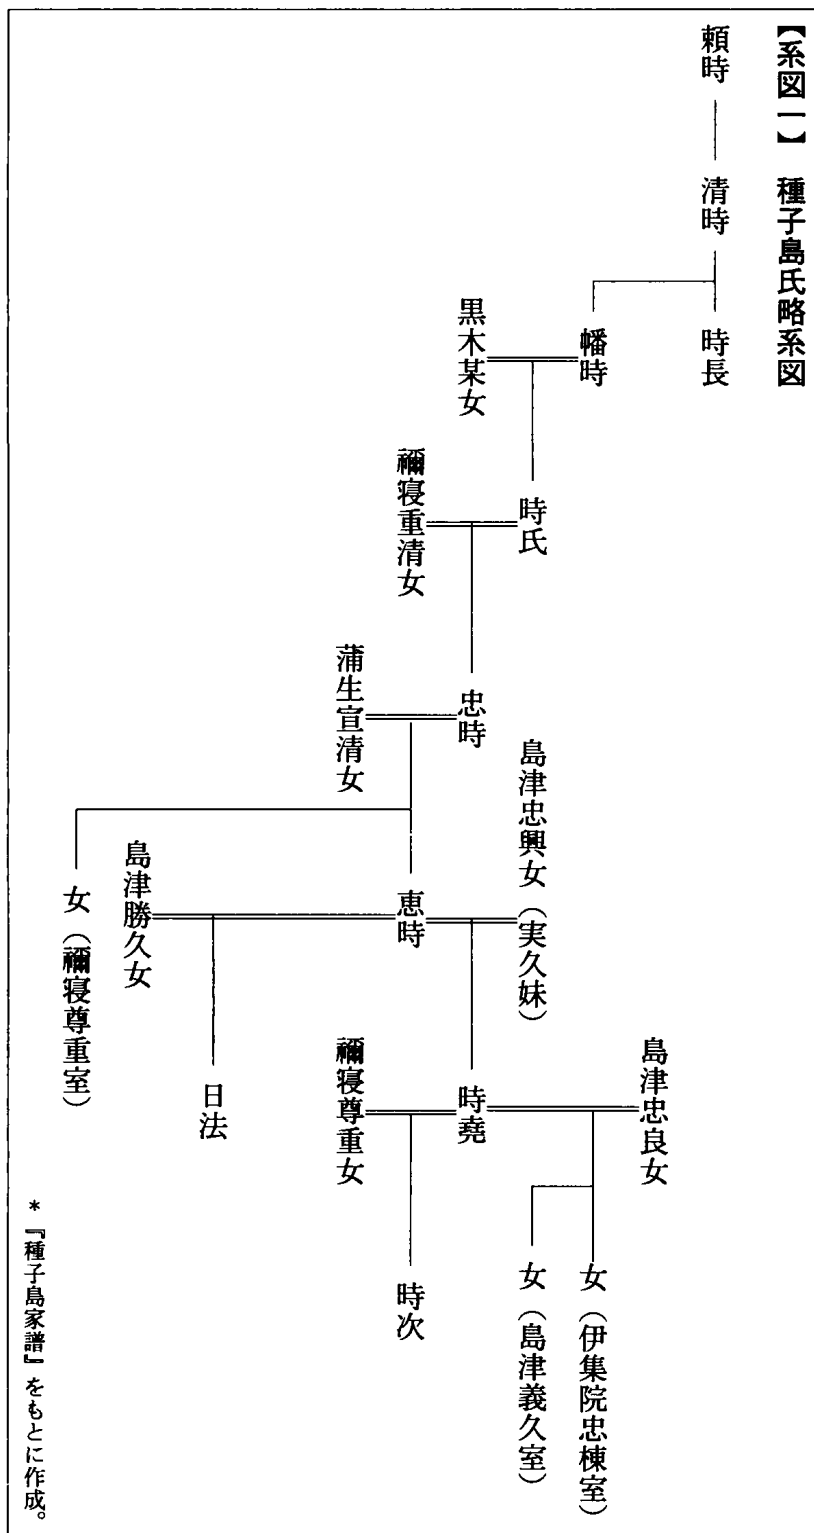 【系図一】 種子島氏略系図
頼時
清時
時長
幡時
黒木某女
時氏
禰寝重清女
忠時
蒲生宣清女
島津忠興女（実久妹）
恵時
島津勝久女
女（禰寝尊重室）
島津忠良女
時堯
禰寝尊重女
日法
女（伊集院忠棟室）
女（島津義久室）
時次
＊『種子島家譜』をもとに作成。